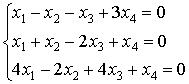 x₁ − x₂ − x₃ + 3x₄ = 0
x₁ + x₂ − 2x₃ + x₄ = 0
4x₁ − 2x₂ + 4x₃ + x₄ = 0